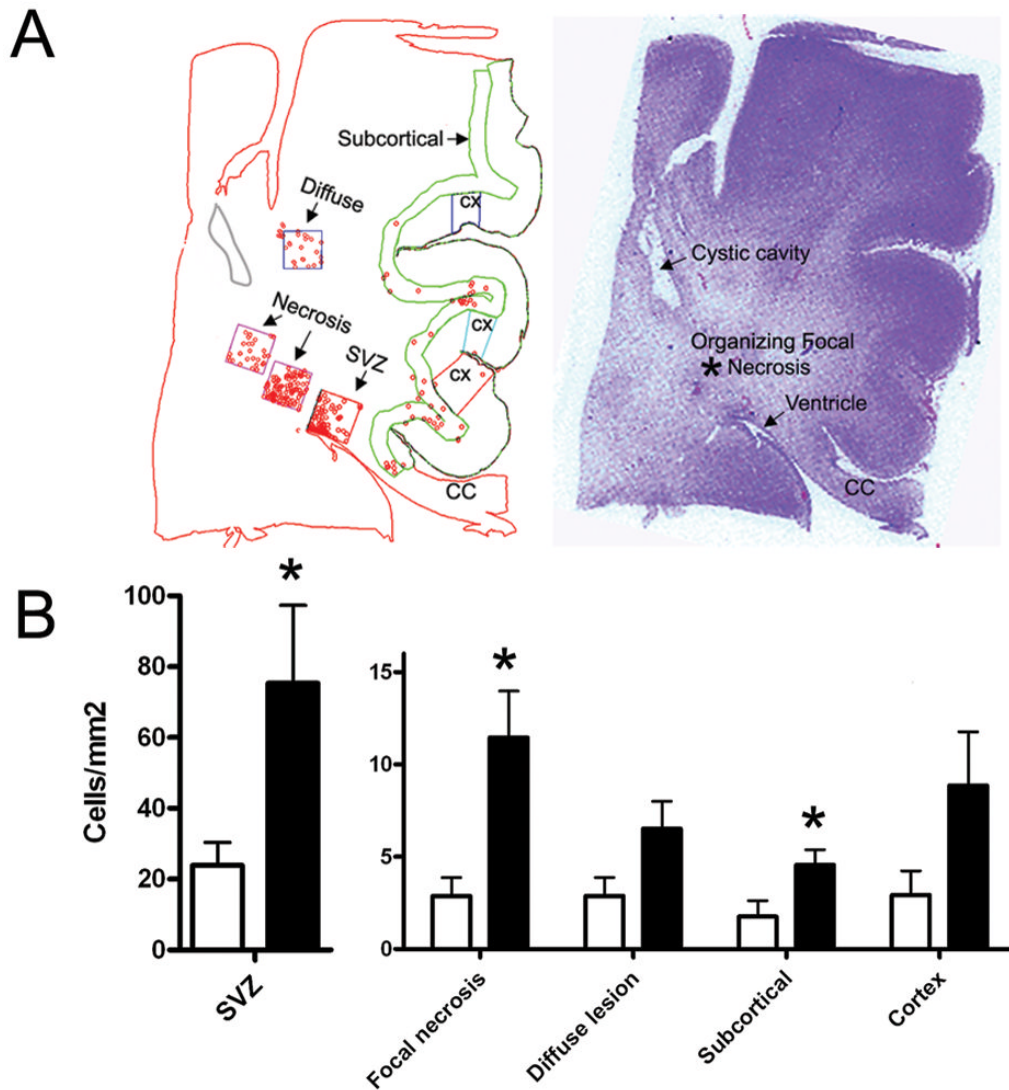 A
Subcortical
Diffuse
CX
Necrosis
SVZ
CX
CX
CC
Cystic cavity
Organizing Focal
* Necrosis
Ventricle
CC
B
Cells/mm2
100
80
60
40
20
0
*
SVZ
15
10
5
0
*
*
Focal necrosis
Diffuse lesion
Subcortical
Cortex